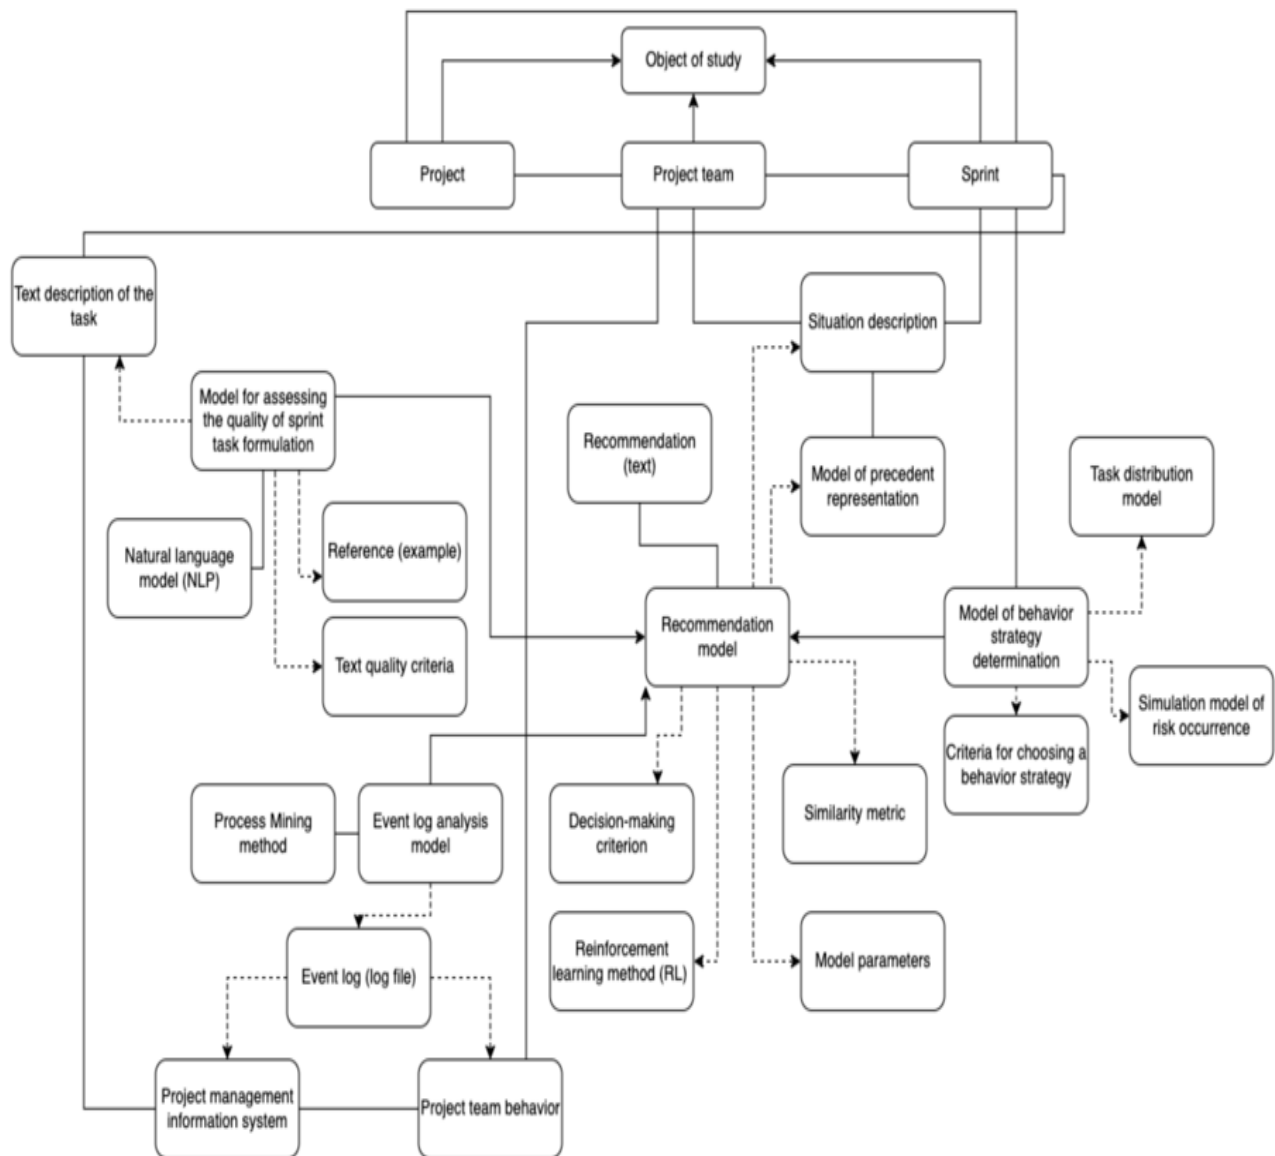 Object of study
Project
Project team
Sprint
Text description of the
task
Situation description
Model for assessing
the quality of sprint
task formulation
Recommendation
(text)
Model of precedent
representation
Task distribution
model
Natural language
model (NLP)
Reference (example)
Text quality criteria
Recommendation
model
Model of behavior
strategy
determination
Simulation model of
risk occurrence
Criteria for choosing a
behavior strategy
Process Mining
method
Event log analysis
model
Decision-making
criterion
Similarity metric
Event log (log file)
Reinforcement
learning method (RL)
Model parameters
Project management
information system
Project team behavior